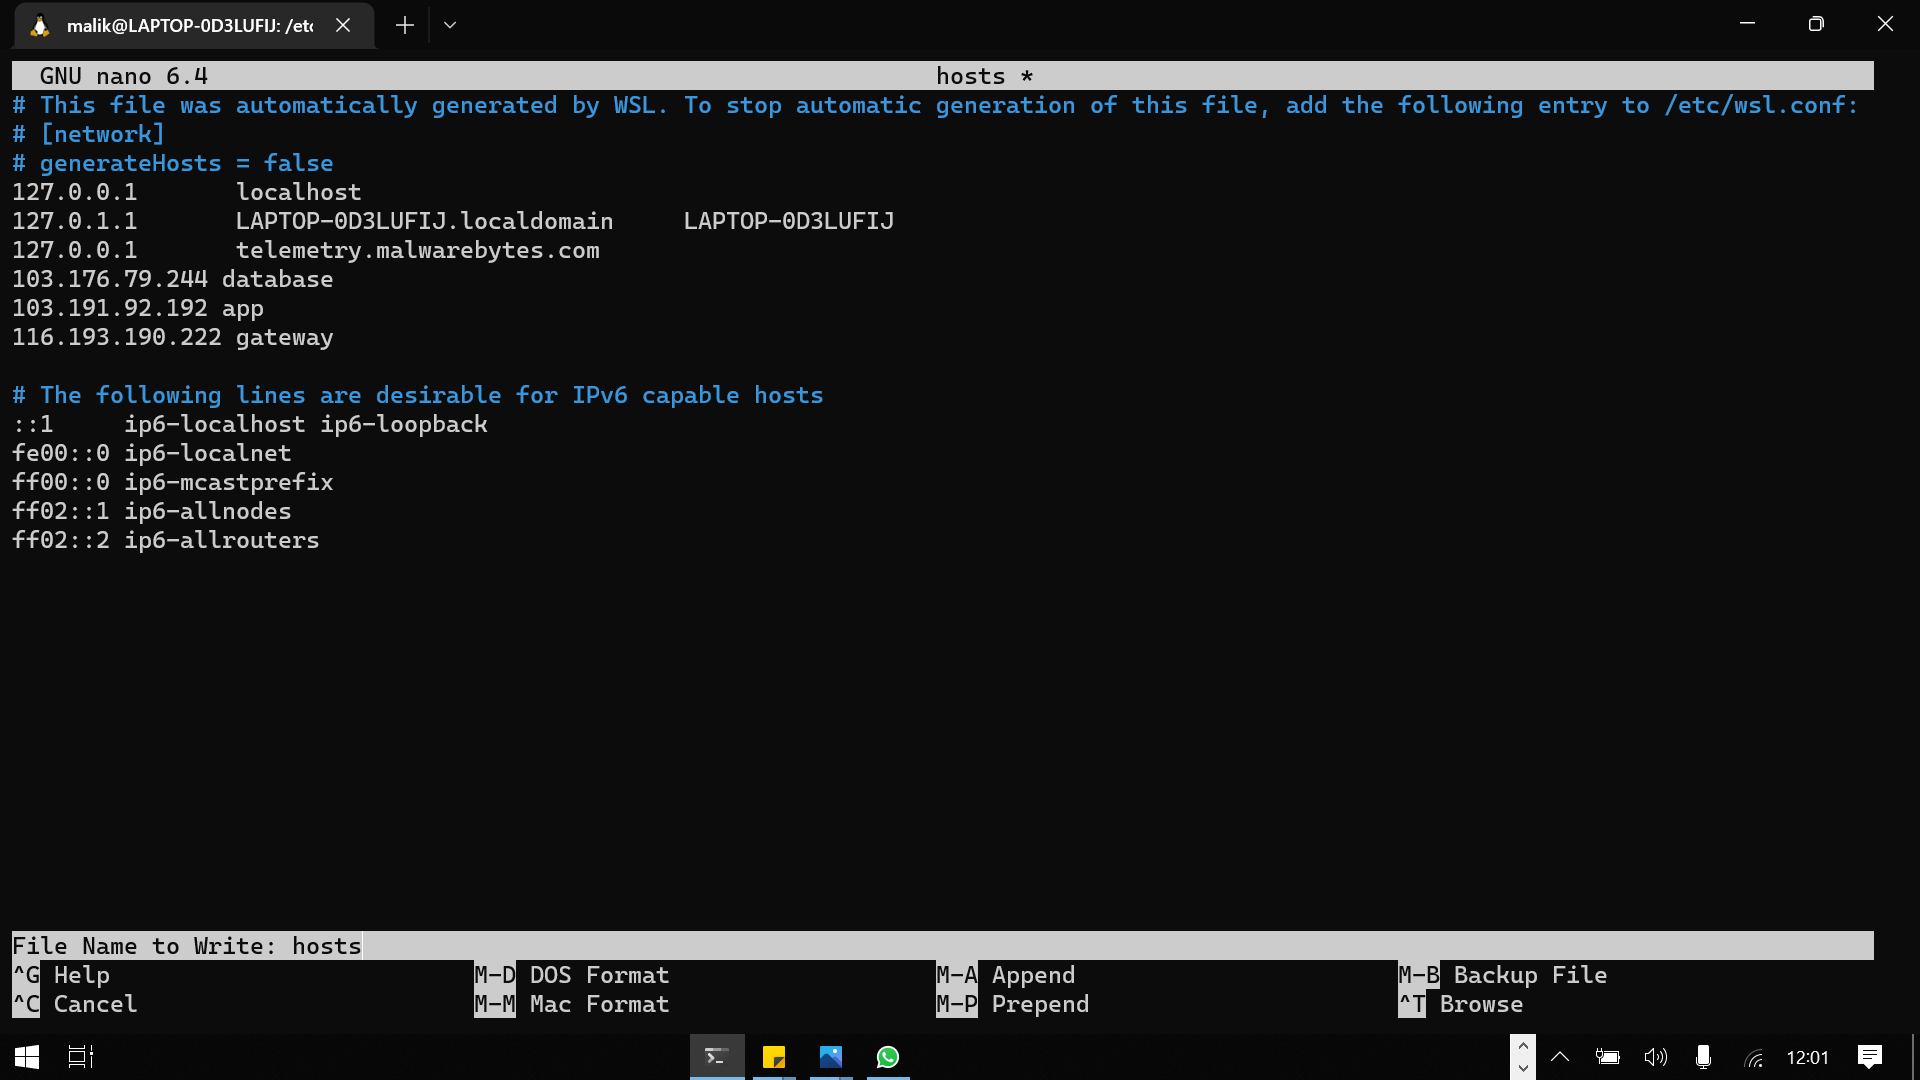 malik@LAPTOP-0D3LUFIJ: /etc
GNU nano 6.4 hosts *
# This file was automatically generated by WSL. To stop automatic generation of this file, add the following entry to /etc/wsl.conf:
# [network]
# generateHosts = false
127.0.0.1 localhost
127.0.1.1 LAPTOP-0D3LUFIJ.localdomain LAPTOP-0D3LUFIJ
127.0.0.1 telemetry.malwarebytes.com
103.176.79.244 database
103.191.92.192 app
116.193.190.222 gateway
# The following lines are desirable for IPv6 capable hosts
::1 ip6-localhost ip6-loopback
fe00::0 ip6-localnet
ff00::0 ip6-mcastprefix
ff02::1 ip6-allnodes
ff02::2 ip6-allrouters
File Name to Write: hosts
^G Help M-D DOS Format M-A Append M-B Backup File
^C Cancel M-M Mac Format M-P Prepend ^T Browse
12:01